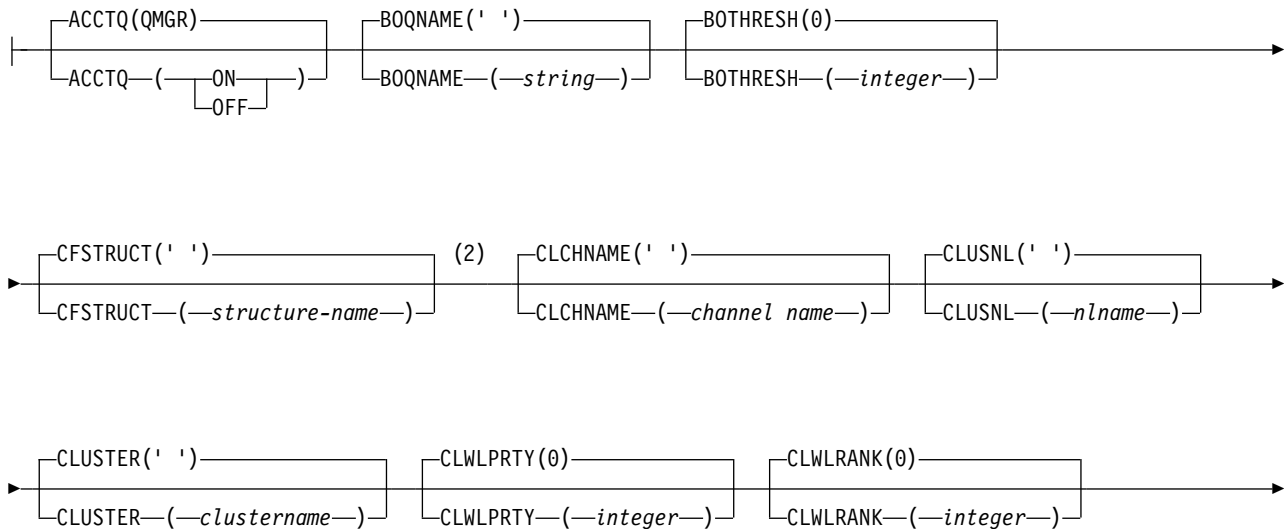 ACCTQ(QMGR) BOQNAME(' ') BOTHRESH(0)
ACCTQ ( ON ) BOQNAME ( string ) BOTHRESH ( integer )
OFF
CFSTRUCT(' ') (2) CLCHNAME(' ') CLUSNL(' ')
CFSTRUCT ( structure-name ) CLCHNAME ( channel name ) CLUSNL ( nlname )
CLUSTER(' ') CLWLPRTY(0) CLWLRANK(0)
CLUSTER ( clustername ) CLWLPRTY ( integer ) CLWLRANK ( integer )